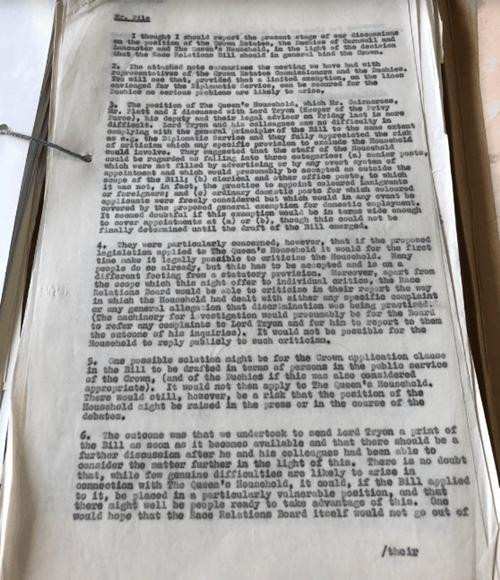 Mr. Pile
I thought I should report the present stage of our discussions
on the position of the Crown Estates, the Duchies of Cornwall and
Lancaster and The Queen's Household, in the light of the decision
that the Race Relations Bill should in general bind the Crown.
2. The attached note summarises the meeting we have had with
representatives of the Crown Estates Commissioners and the Duchies.
You will see that, provided that a limited exemption, on the lines
envisaged for the Diplomatic Service, can be secured for the
Duchies no serious problems are likely to arise.
3. The position of the Queen's Household, which Mr. Cairncross,
Mr. Platt and I discussed with Lord Tryon (Keeper of the Privy
Purse), his deputy and their legal adviser on Friday last is more
difficult. Lord Tryon and his colleagues saw no difficulty in
complying with the general principle of the Bill to the same extent
as e.g. the Diplomatic Service and they fully appreciated the risk
of criticism which any specific provision to exclude the Household
would involve. They suggested that the staff of the Household
could be regarded as falling into three categories: (a) senior posts,
which were not filled by advertising or by any overt system of
appointment and which would presumably be accepted as outside the
scope of the Bill; (b) clerical and other office posts, to which
it was not, in fact, the practice to appoint coloured immigrants
or foreigners; and (c) ordinary domestic posts for which coloured
applicants were freely considered but which would in any event be
covered by the proposed general exemption for domestic employment.
It seemed doubtful if this exemption would be in terms wide enough
to cover appointments at (a) or (b), though this could not be
finally determined until the draft of the Bill emerged.
4. They were particularly concerned, however, that if the proposed
legislation applied to The Queen's Household it would for the first
time make it legally possible to criticise the Household. Many
people do so already, but this has to be accepted and is on a
different footing from a statutory provision. Moreover, apart from
the scope which this might offer to individual critics, the Race
Relations Board would be able to criticise in their report the way
in which the Household had dealt with either any specific complaint
or any general allegation that discrimination was being practised.
(The machinery for investigation would presumably be for the Board
to refer any complaints to Lord Tryon and for him to report to them
the outcome of his inquiries). It would not be possible for the
Household to reply publicly to such criticism.
5. One possible solution might be for the Crown application clause
in the Bill to be drafted in terms of persons in the public service
of the Crown, (and of the Duchies if this was also considered
appropriate). It would not then apply to The Queen's Household.
There would still, however, be a risk that the position of the
Household might be raised in the press or in the course of the
debates.
6. The outcome was that we undertook to send Lord Tryon a print of
the Bill as soon as it becomes available and that there should be a
further discussion after he and his colleagues had been able to
consider the matter further in the light of this. There is no doubt
that, while few genuine difficulties are likely to arise in
connection with The Queen's Household, it could, if the Bill applied
to it, be placed in a particularly vulnerable position, and that
there might well be people ready to take advantage of this. One
would hope that the Race Relations Board itself would not go out of
/their